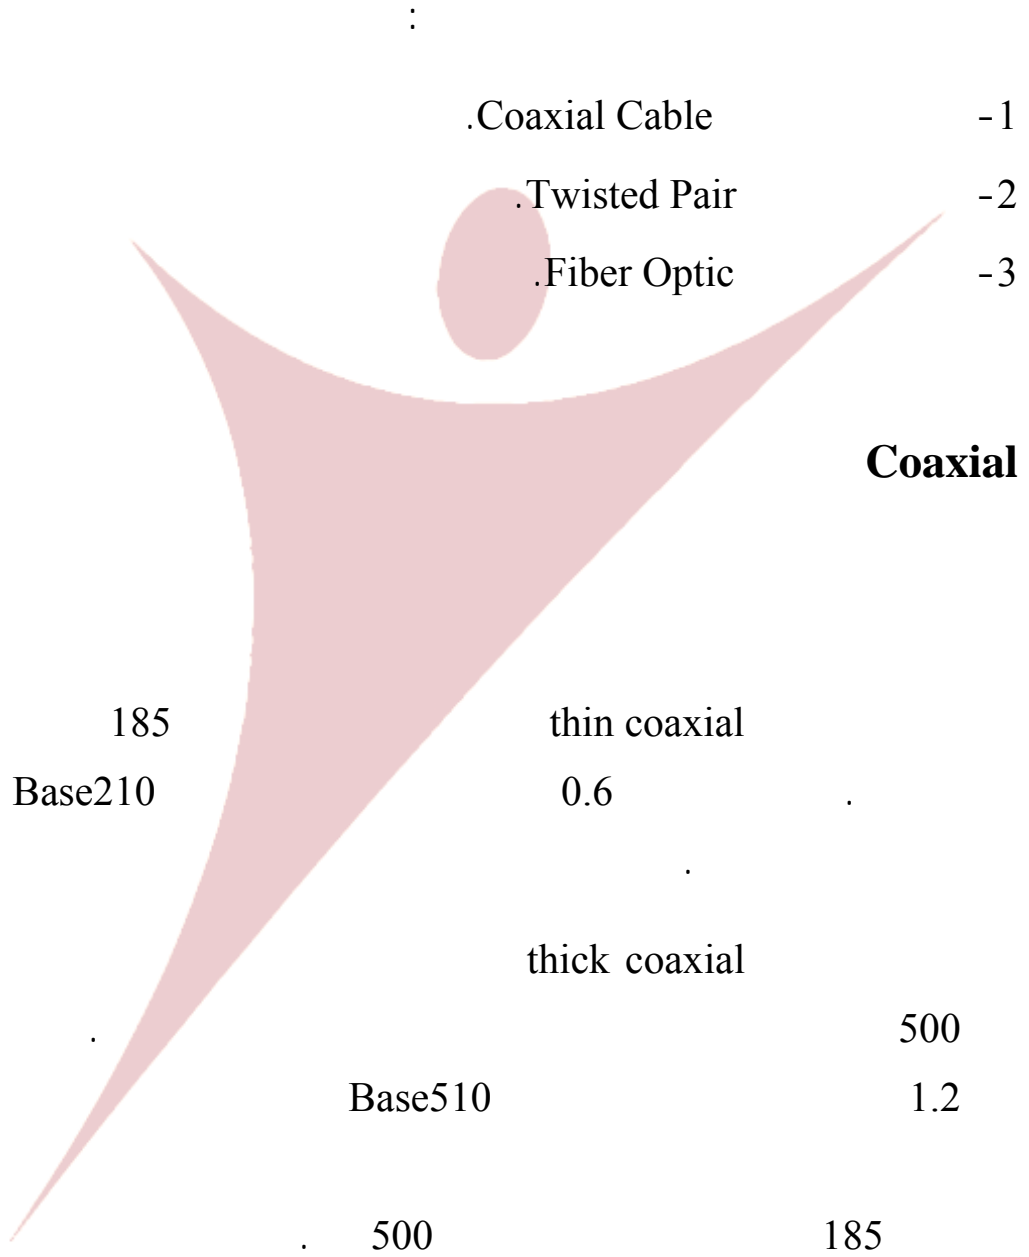 :
-1 Coaxial Cable.
-2 Twisted Pair.
-3 Fiber Optic.
Coaxial
thin coaxial 185
. 0.6 Base210
.
thick coaxial
500 .
1.2 Base510
185 500 .